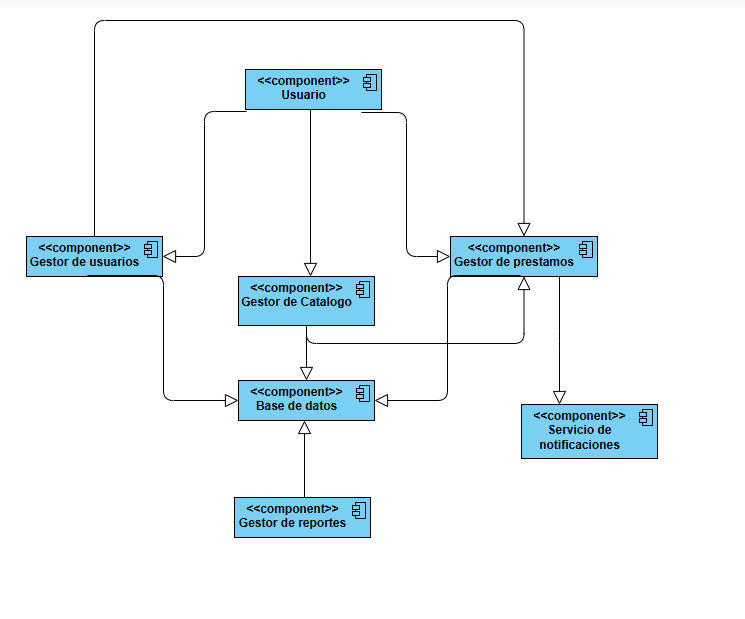 <<component>>
Usuario
<<component>>
Gestor de usuarios
<<component>>
Gestor de prestamos
<<component>>
Gestor de Catalogo
<<component>>
Base de datos
<<component>>
Servicio de
notificaciones
<<component>>
Gestor de reportes